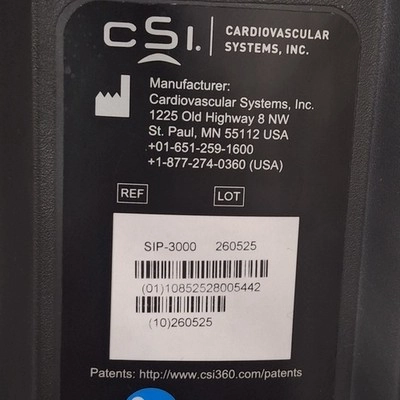 CSi. CARDIOVASCULAR
SYSTEMS, INC.
Manufacturer:
Cardiovascular Systems, Inc.
1225 Old Highway 8 NW
St. Paul, MN 55112 USA
+01-651-259-1600
+1-877-274-0360 (USA)
REF LOT
SIP-3000 260525
(01)10852528005442
(10)260525
Patents: http://www.csi360.com/patents